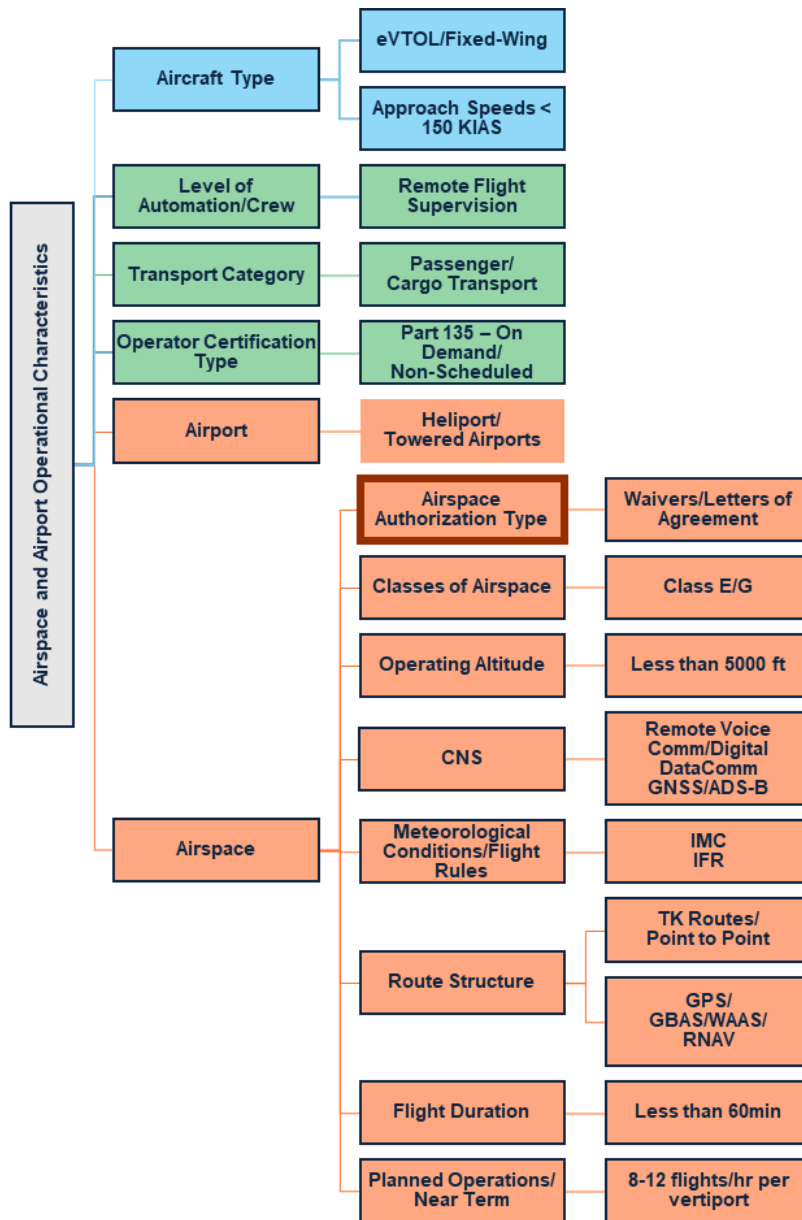 Airspace and Airport Operational Characteristics
Aircraft Type
eVTOL/Fixed-Wing
Approach Speeds <
150 KIAS
Level of
Automation/Crew
Remote Flight
Supervision
Transport Category
Passenger/
Cargo Transport
Operator Certification
Type
Part 135 – On
Demand/
Non-Scheduled
Airport
Heliport/
Towered Airports
Airspace
Airspace
Authorization Type
Waivers/Letters of
Agreement
Classes of Airspace
Class E/G
Operating Altitude
Less than 5000 ft
CNS
Remote Voice
Comm/Digital
DataComm
GNSS/ADS-B
Meteorological
Conditions/Flight
Rules
IMC
IFR
Route Structure
TK Routes/
Point to Point
GPS/
GBAS/WAAS/
RNAV
Flight Duration
Less than 60min
Planned Operations/
Near Term
8-12 flights/hr per
vertiport